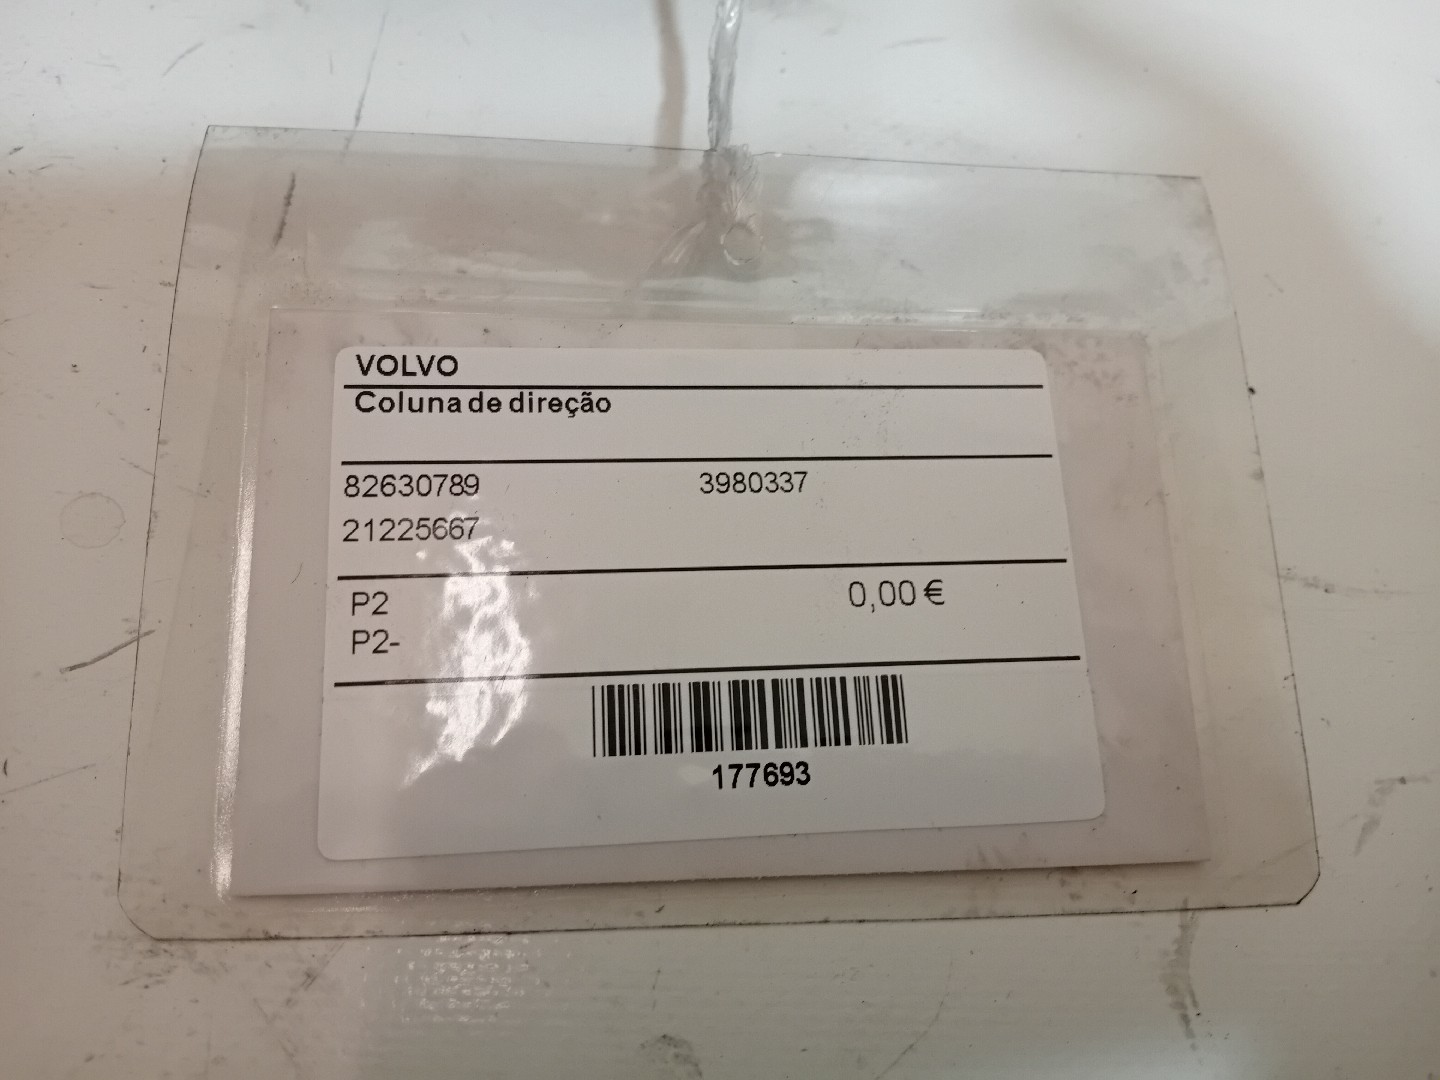 VOLVO
Coluna de direção
82630789 3980337
21225667
P2 0,00 €
P2-
177693